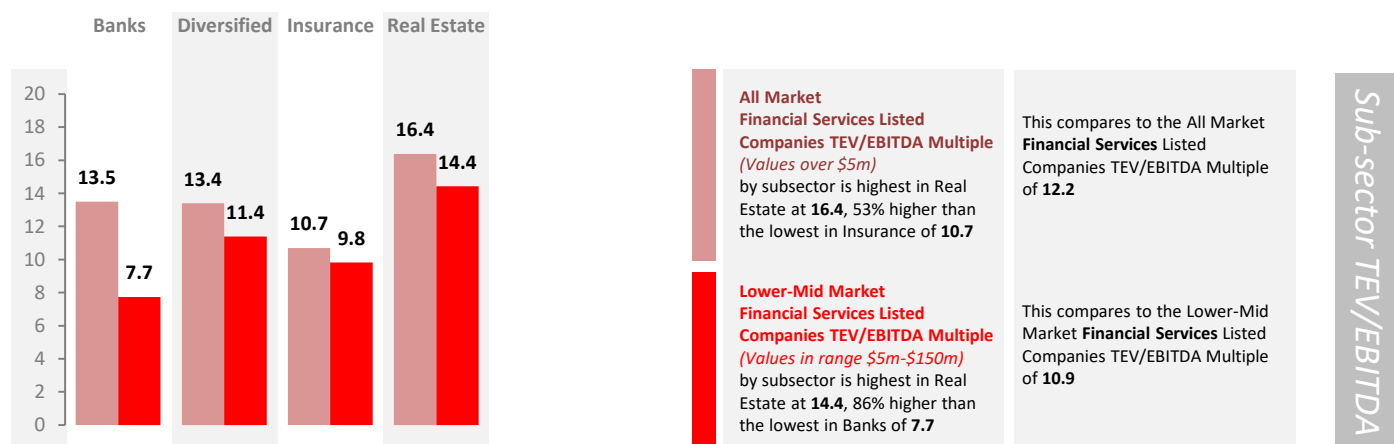 Banks Diversified Insurance Real Estate
20
18
16
14
12
10
8
6
4
2
0
13.5
7.7
13.4
11.4
10.7
9.8
16.4
14.4
All Market
Financial Services Listed
Companies TEV/EBITDA Multiple
(Values over $5m)
by subsector is highest in Real
Estate at 16.4, 53% higher than
the lowest in Insurance of 10.7
This compares to the All Market
Financial Services Listed
Companies TEV/EBITDA Multiple
of 12.2
Lower-Mid Market
Financial Services Listed
Companies TEV/EBITDA Multiple
(Values in range $5m-$150m)
by subsector is highest in Real
Estate at 14.4, 86% higher than
the lowest in Banks of 7.7
This compares to the Lower-Mid
Market Financial Services Listed
Companies TEV/EBITDA Multiple
of 10.9
Sub-sector TEV/EBITDA